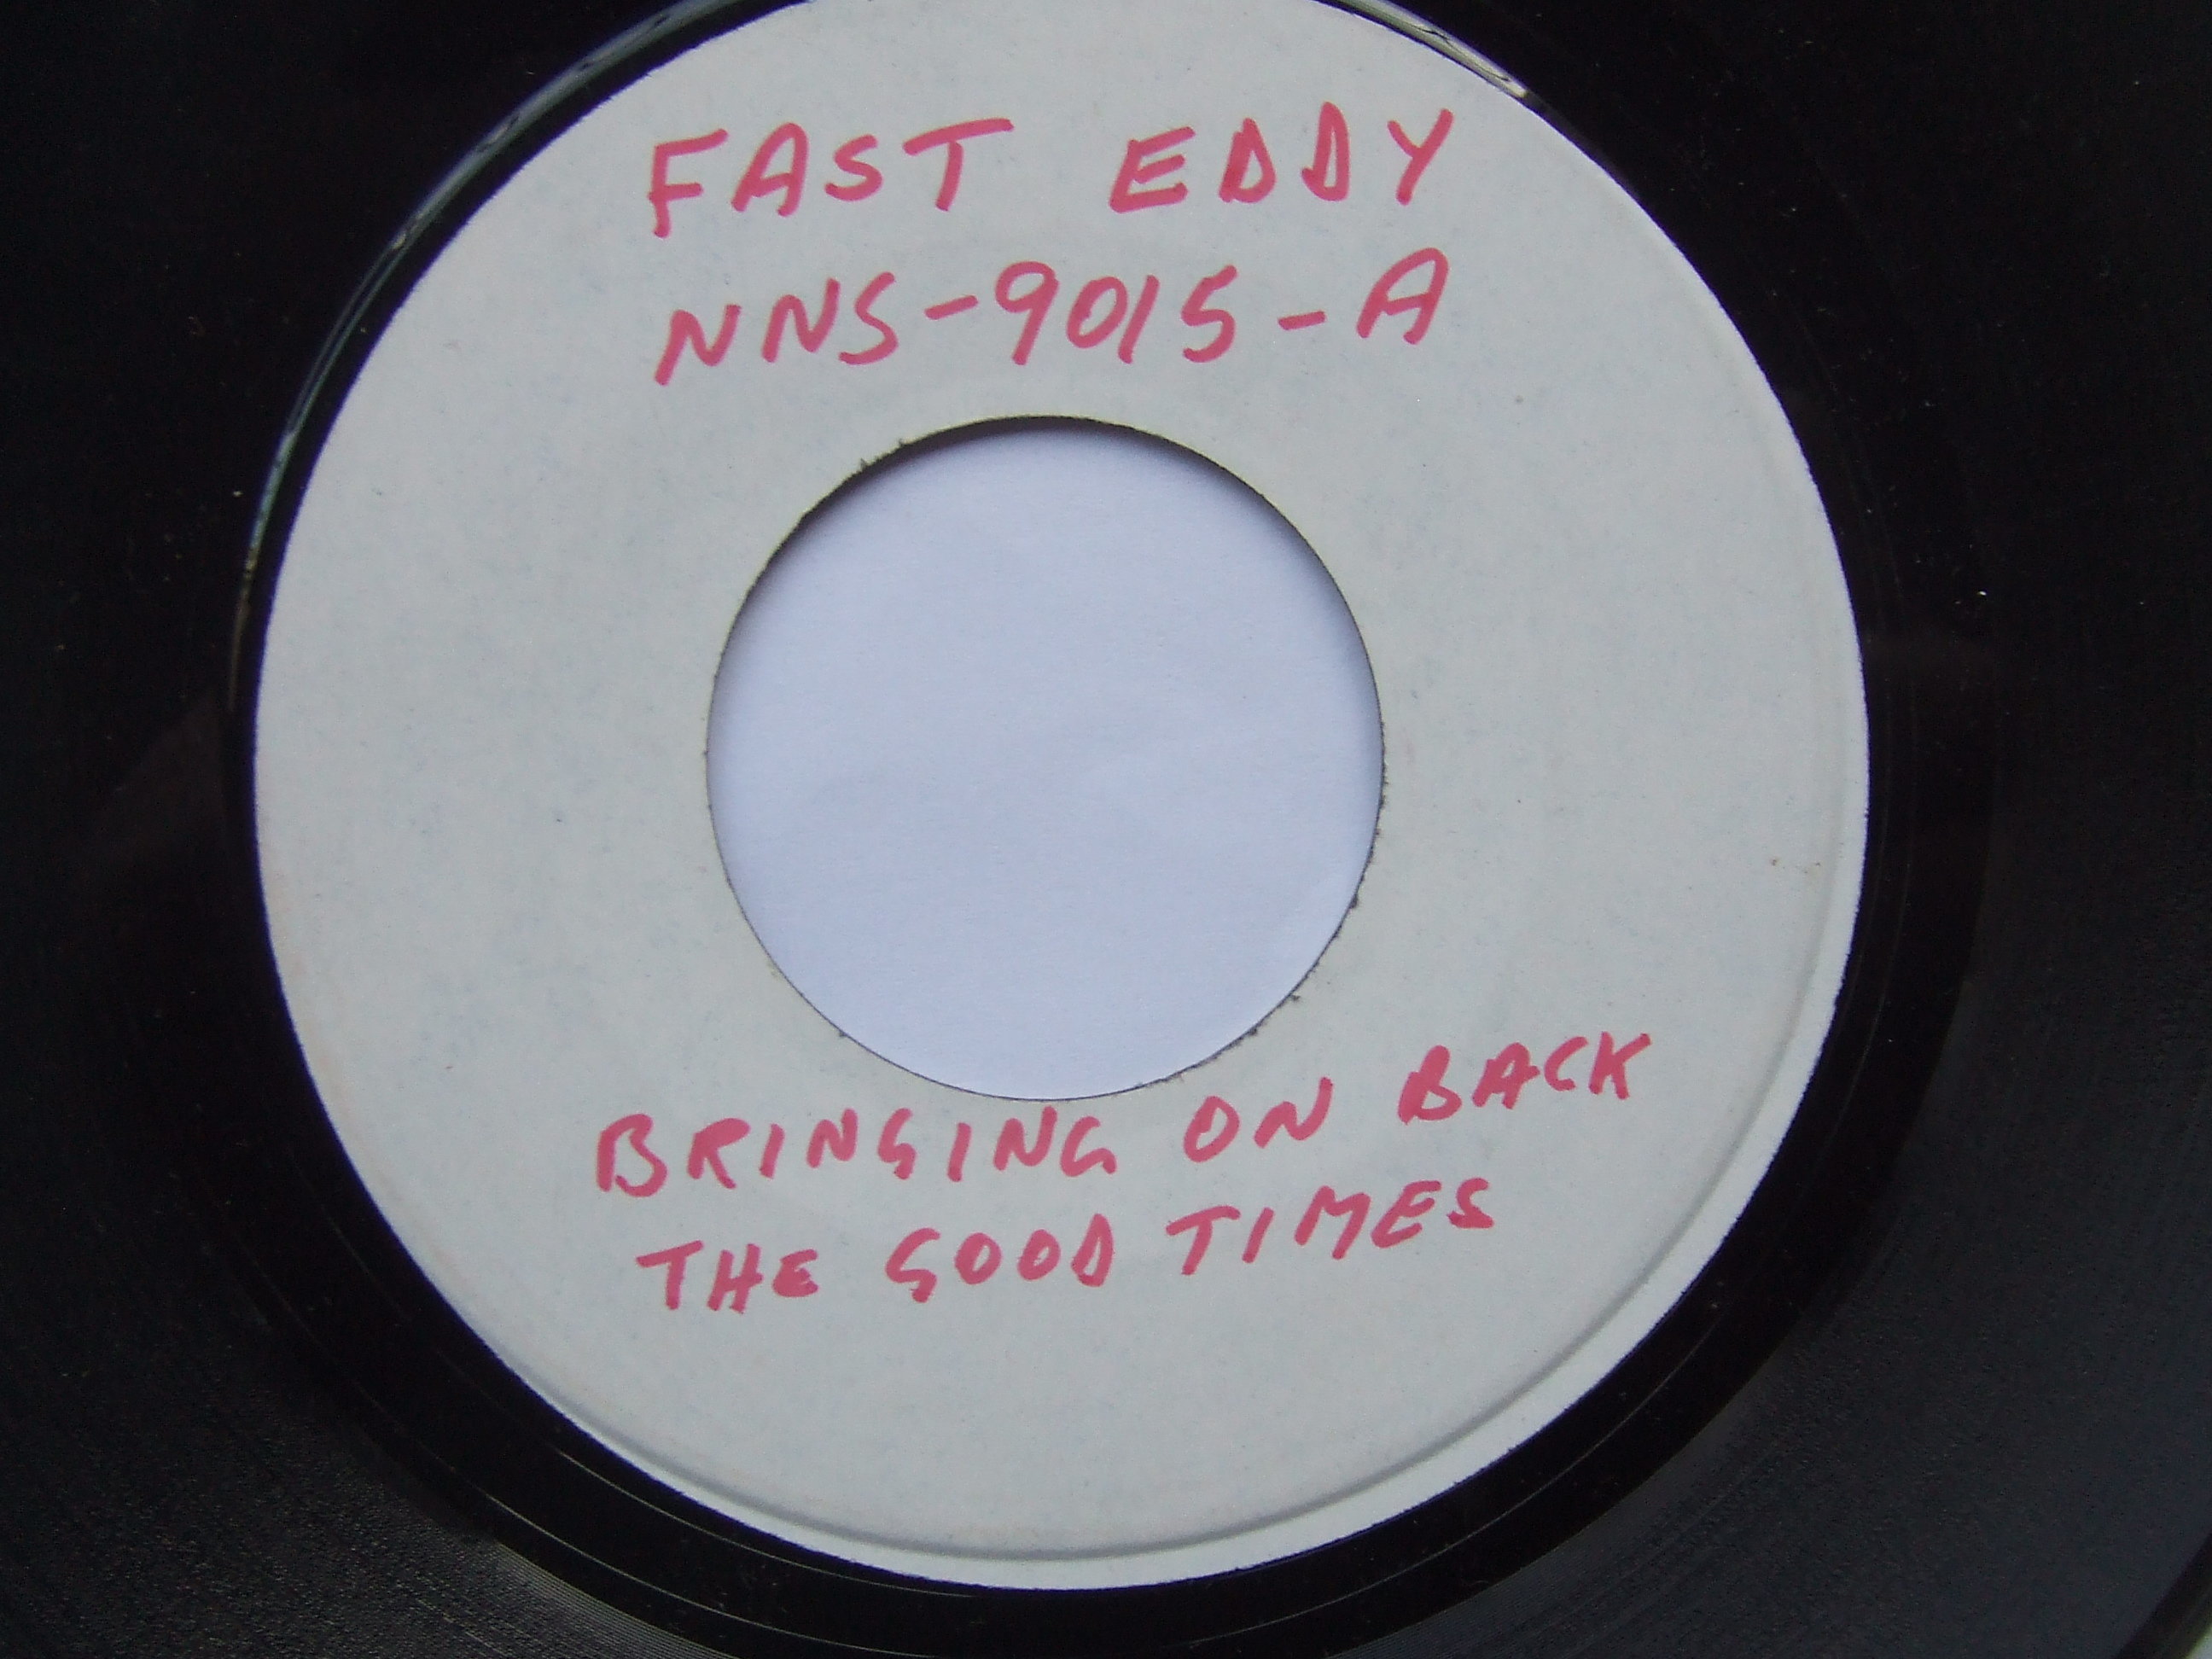 FAST EDDY
NNS-9015-A
BRINGING ON BACK
THE GOOD TIMES